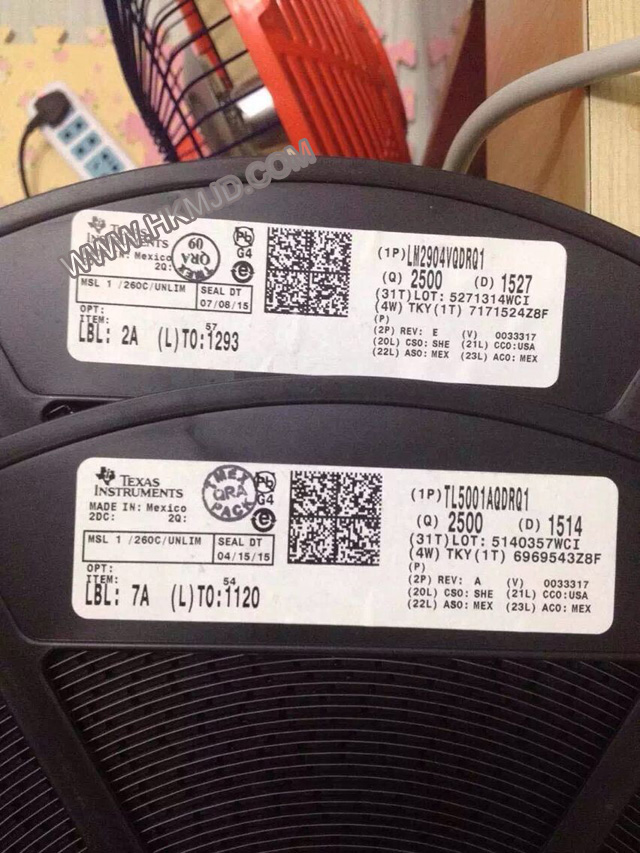 WWW.HKMJD.COM
INSTRUMENTS
IN: Mexico
2Q:
60
QRA
Pb
G4
e
MSL 1 /260C/UNLIM
SEAL DT
07/08/15
OPT:
ITEM:
57
LBL: 2A (L)TO:1293
(1P)LM2904VQDRQ1
(Q) 2500 (D) 1527
(31T)LOT: 5271314WCI
(4W) TKY(1T) 7171524Z8F
(P)
(2P) REV: E (V) 0033317
(20L) CSO: SHE (21L) CCO:USA
(22L) ASO: MEX (23L) ACO: MEX
TEXAS
INSTRUMENTS
MADE IN: Mexico
2DC: 2Q:
TMEX
QRA
PACK
Pb
G4
e
MSL 1 /260C/UNLIM
SEAL DT
04/15/15
OPT:
ITEM:
54
LBL: 7A (L)TO:1120
(1P)TL5001AQDRQ1
(Q) 2500 (D) 1514
(31T)LOT: 5140357WCI
(4W) TKY(1T) 6969543Z8F
(P)
(2P) REV: A (V) 0033317
(20L) CSO: SHE (21L) CCO:USA
(22L) ASO: MEX (23L) ACO: MEX